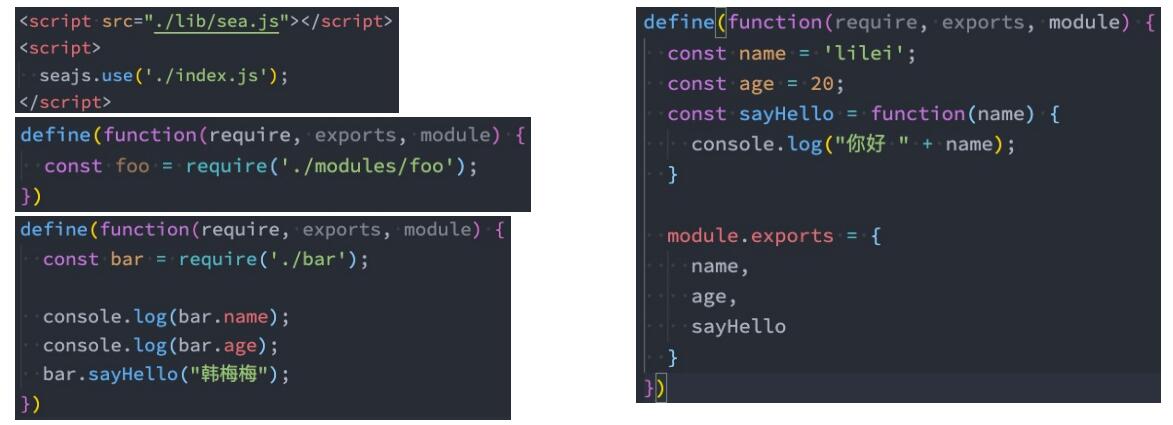 <script src="./lib/sea.js"></script>
<script>
  seajs.use('./index.js');
</script>
define(function(require, exports, module) {
  const foo = require('./modules/foo');
})
define(function(require, exports, module) {
  const bar = require('./bar');

  console.log(bar.name);
  console.log(bar.age);
  bar.sayHello("韩梅梅");
})
define(function(require, exports, module) {
  const name = 'lilei';
  const age = 20;
  const sayHello = function(name) {
    console.log("你好 " + name);
  }

  module.exports = {
    name,
    age,
    sayHello
  }
})